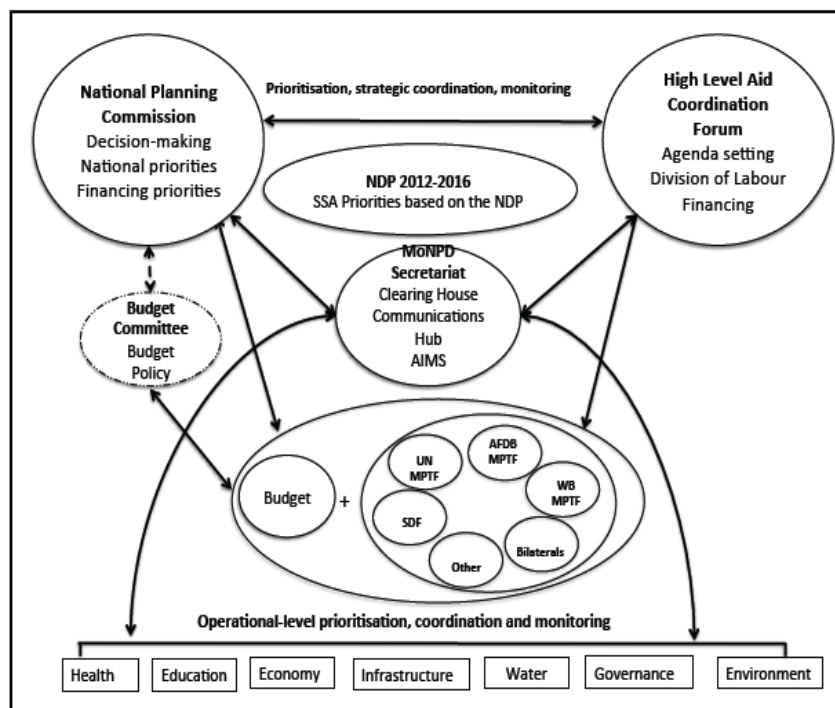 National Planning
Commission
Decision-making
National priorities
Financing priorities
Prioritisation, strategic coordination, monitoring
High Level Aid
Coordination
Forum
Agenda setting
Division of Labour
Financing
NDP 2012-2016
SSA Priorities based on the NDP
MoNPD
Secretariat
Clearing House
Communications
Hub
AIMS
Budget
Committee
Budget
Policy
Budget
+
UN
MPTF
AFDB
MPTF
WB
MPTF
SDF
Other
Bilaterals
Operational-level prioritisation, coordination and monitoring
Health
Education
Economy
Infrastructure
Water
Governance
Environment